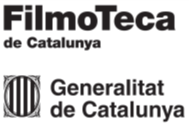 FilmoTeca
de Catalunya
Generalitat
de Catalunya